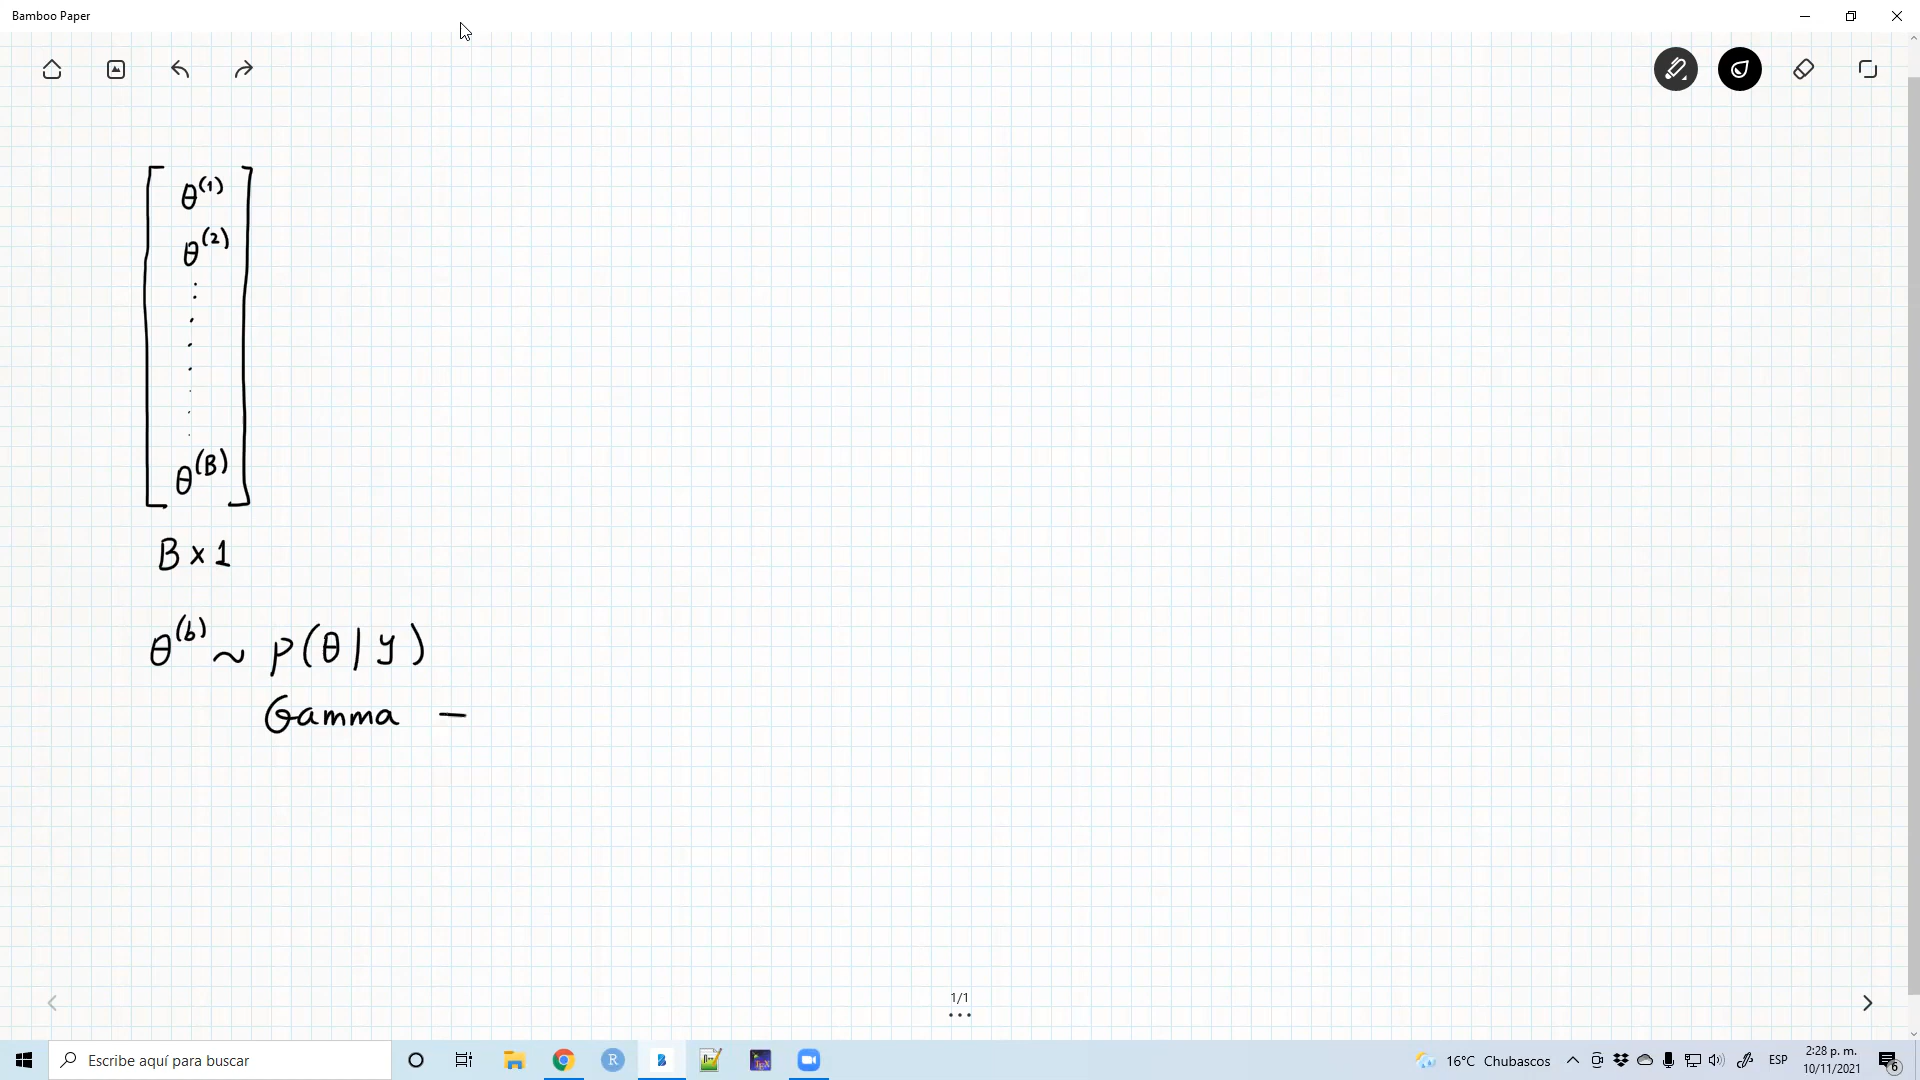 Bamboo Paper
θ^(1)
θ^(2)
⋮
θ^(B)
B × 1
θ^(b) ~ p(θ | y)
Gamma —
1/1
Escribe aquí para buscar
16°C Chubascos
ESP
2:28 p. m.
10/11/2021
6